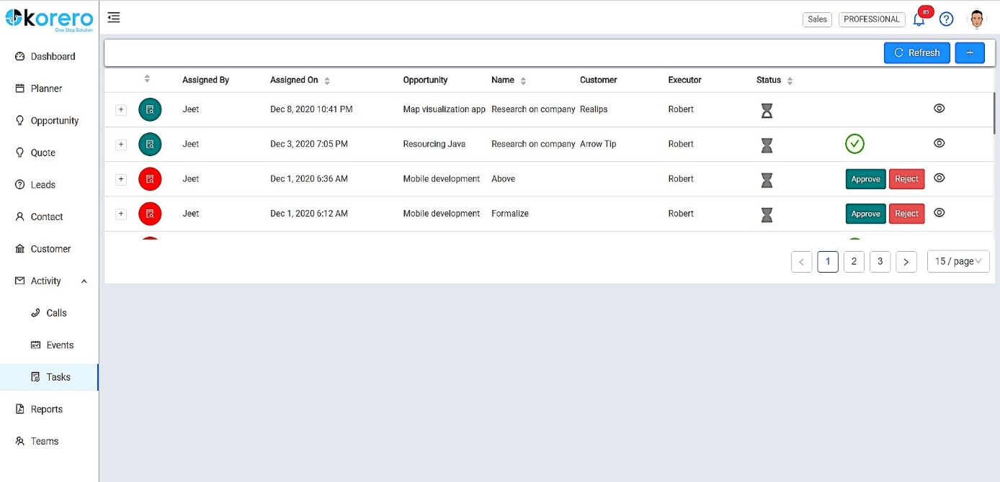 korero
One Stop Solution
Sales PROFESSIONAL 85
Dashboard
Planner
Opportunity
Quote
Leads
Contact
Customer
Activity
Calls
Events
Tasks
Reports
Teams
Refresh +
Assigned By Assigned On Opportunity Name Customer Executor Status
+ Jeet Dec 8, 2020 10:41 PM Map visualization app Research on company Realips Robert
+ Jeet Dec 3, 2020 7:05 PM Resourcing Java Research on company Arrow Tip Robert
+ Jeet Dec 1, 2020 6:36 AM Mobile development Above Robert Approve Reject
+ Jeet Dec 1, 2020 6:12 AM Mobile development Formalize Robert Approve Reject
< 1 2 3 > 15 / page